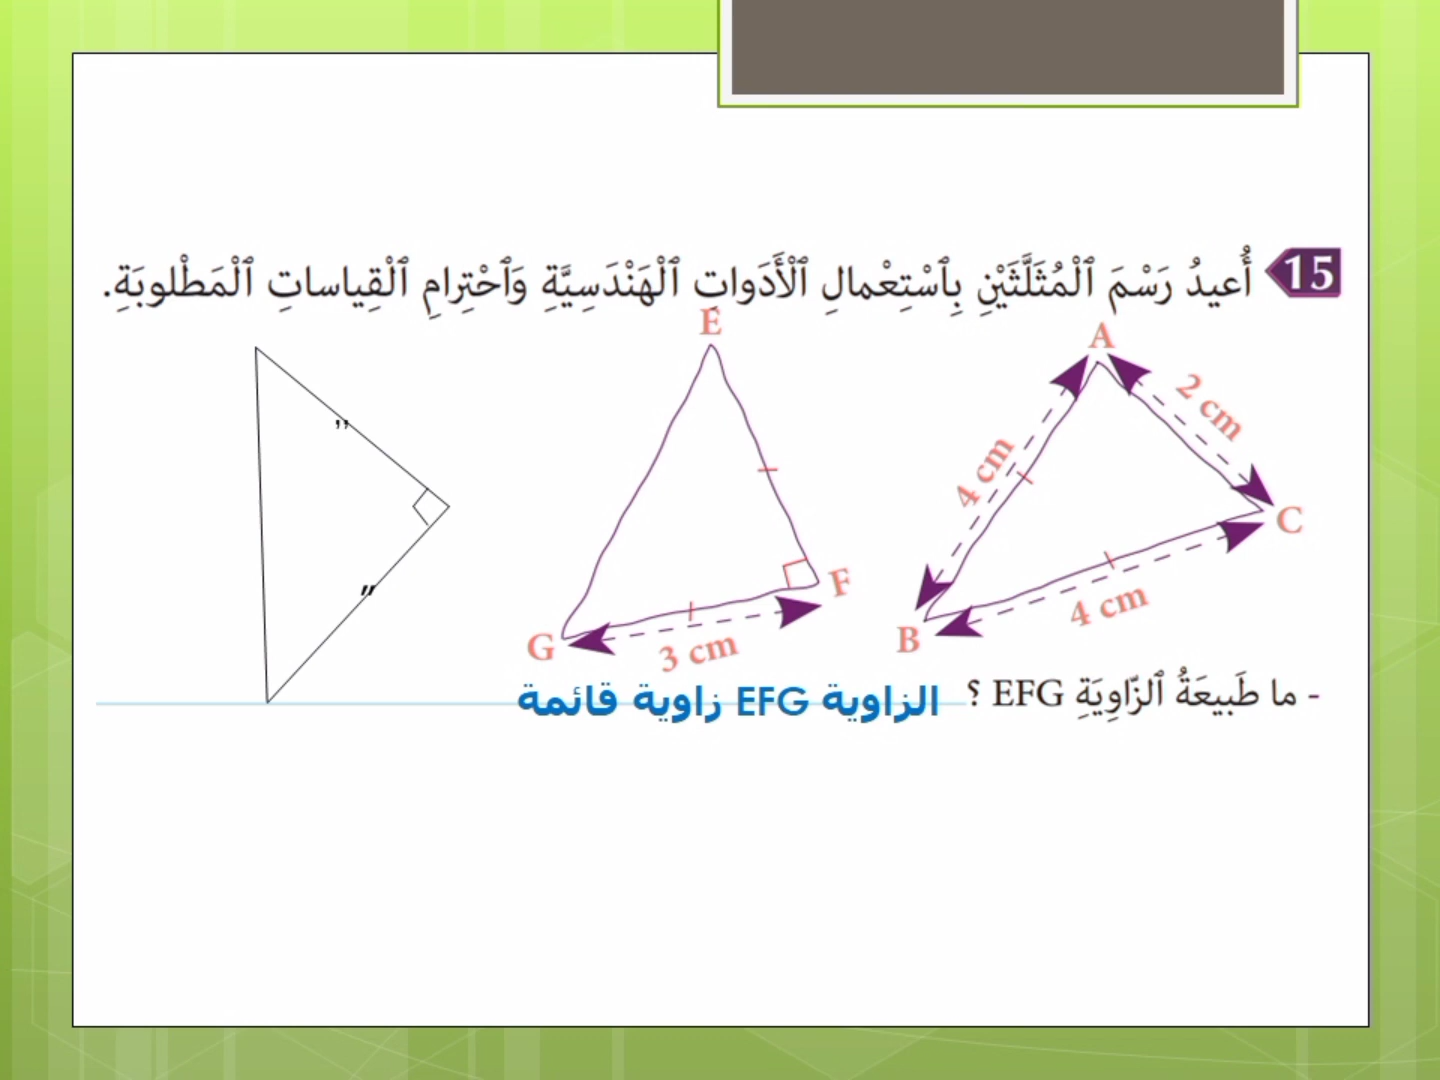 15 أُعيدُ رَسْمَ ٱلْمُثَلَّثَيْنِ بِٱسْتِعْمالِ ٱلْأَدَواتِ ٱلْهَنْدَسِيَّةِ وَٱحْتِرامِ ٱلْقِياساتِ ٱلْمَطْلوبَةِ.
A
2 cm
4 cm
C
4 cm
B
E
F
3 cm
G
- ما طَبيعَةُ ٱلزّاوِيَةِ EFG ؟ الزاوية EFG زاوية قائمة